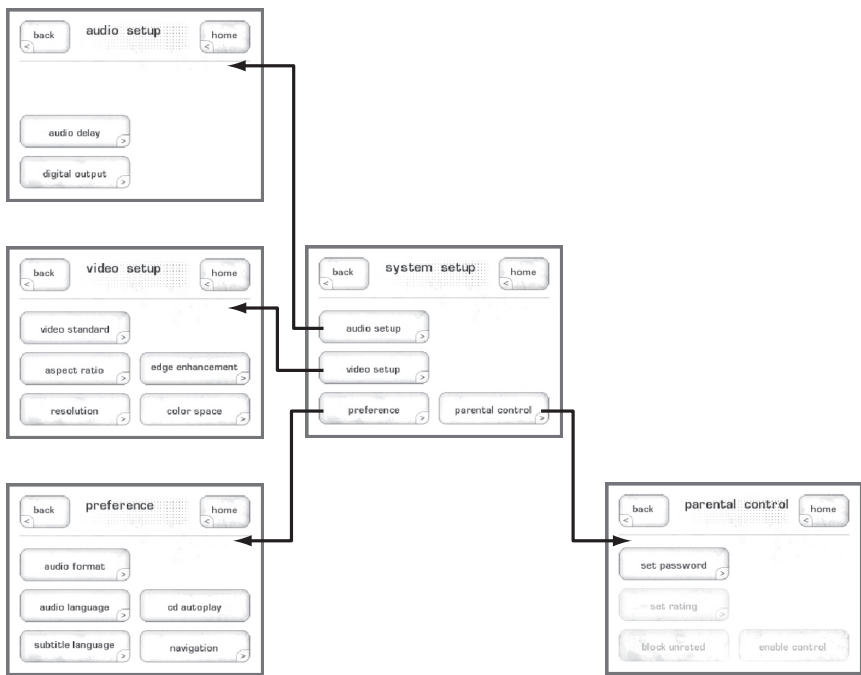 back audio setup home
<
<
audio delay
>
digital output
>
back video setup home
<
<
video standard
>
aspect ratio edge enhancement
>
>
resolution color space
>
>
back system setup home
<
<
audio setup
>
video setup
>
preference parental control
>
>
back preference home
<
<
audio format
>
audio language cd autoplay
>
subtitle language navigation
>
>
back parental control home
<
<
set password
>
set rating
>
block unrated enable control